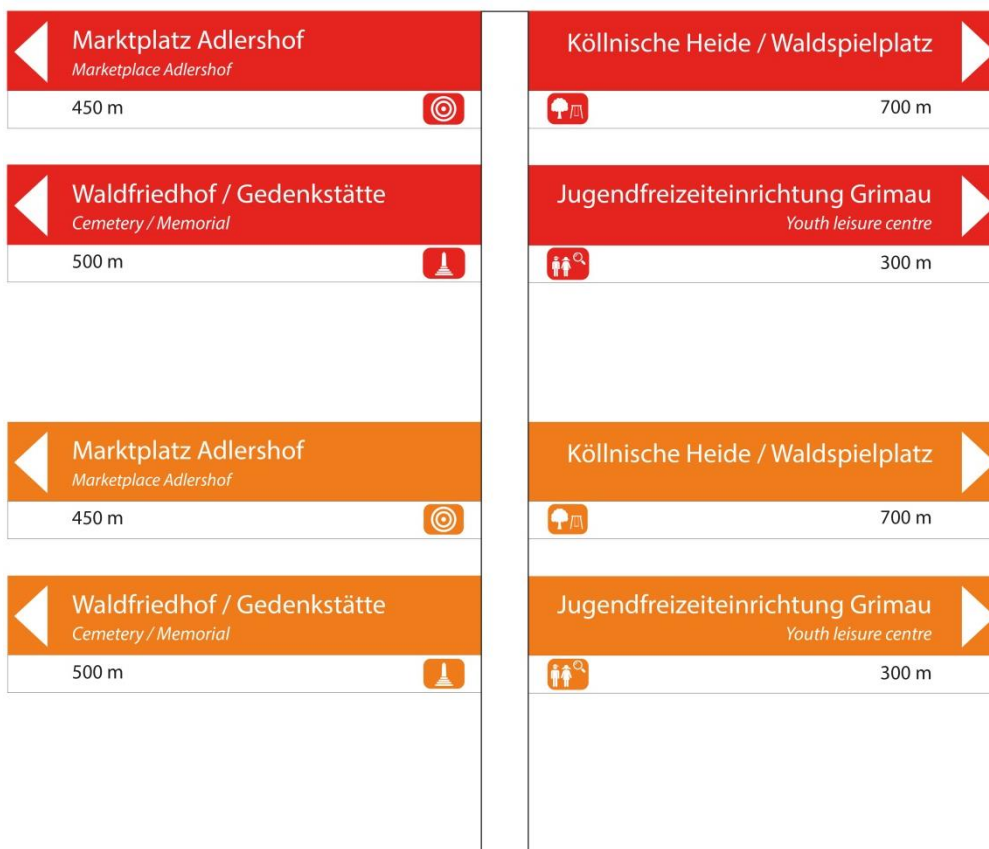 Marktplatz Adlershof
Marketplace Adlershof
450 m
Köllnische Heide / Waldspielplatz
700 m
Waldfriedhof / Gedenkstätte
Cemetery / Memorial
500 m
Jugendfreizeiteinrichtung Grimau
Youth leisure centre
300 m
Marktplatz Adlershof
Marketplace Adlershof
450 m
Köllnische Heide / Waldspielplatz
700 m
Waldfriedhof / Gedenkstätte
Cemetery / Memorial
500 m
Jugendfreizeiteinrichtung Grimau
Youth leisure centre
300 m